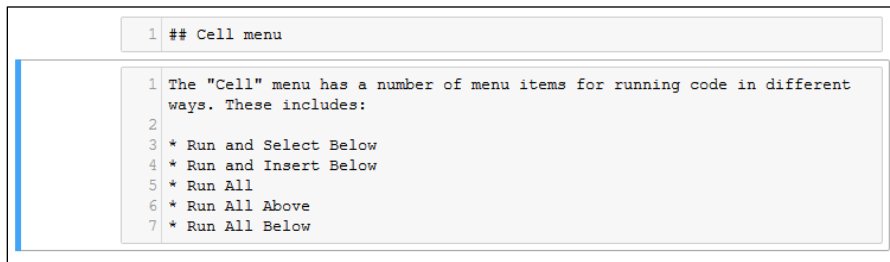 1 ## Cell menu
1 The "Cell" menu has a number of menu items for running code in different
ways. These includes:
2
3 * Run and Select Below
4 * Run and Insert Below
5 * Run All
6 * Run All Above
7 * Run All Below